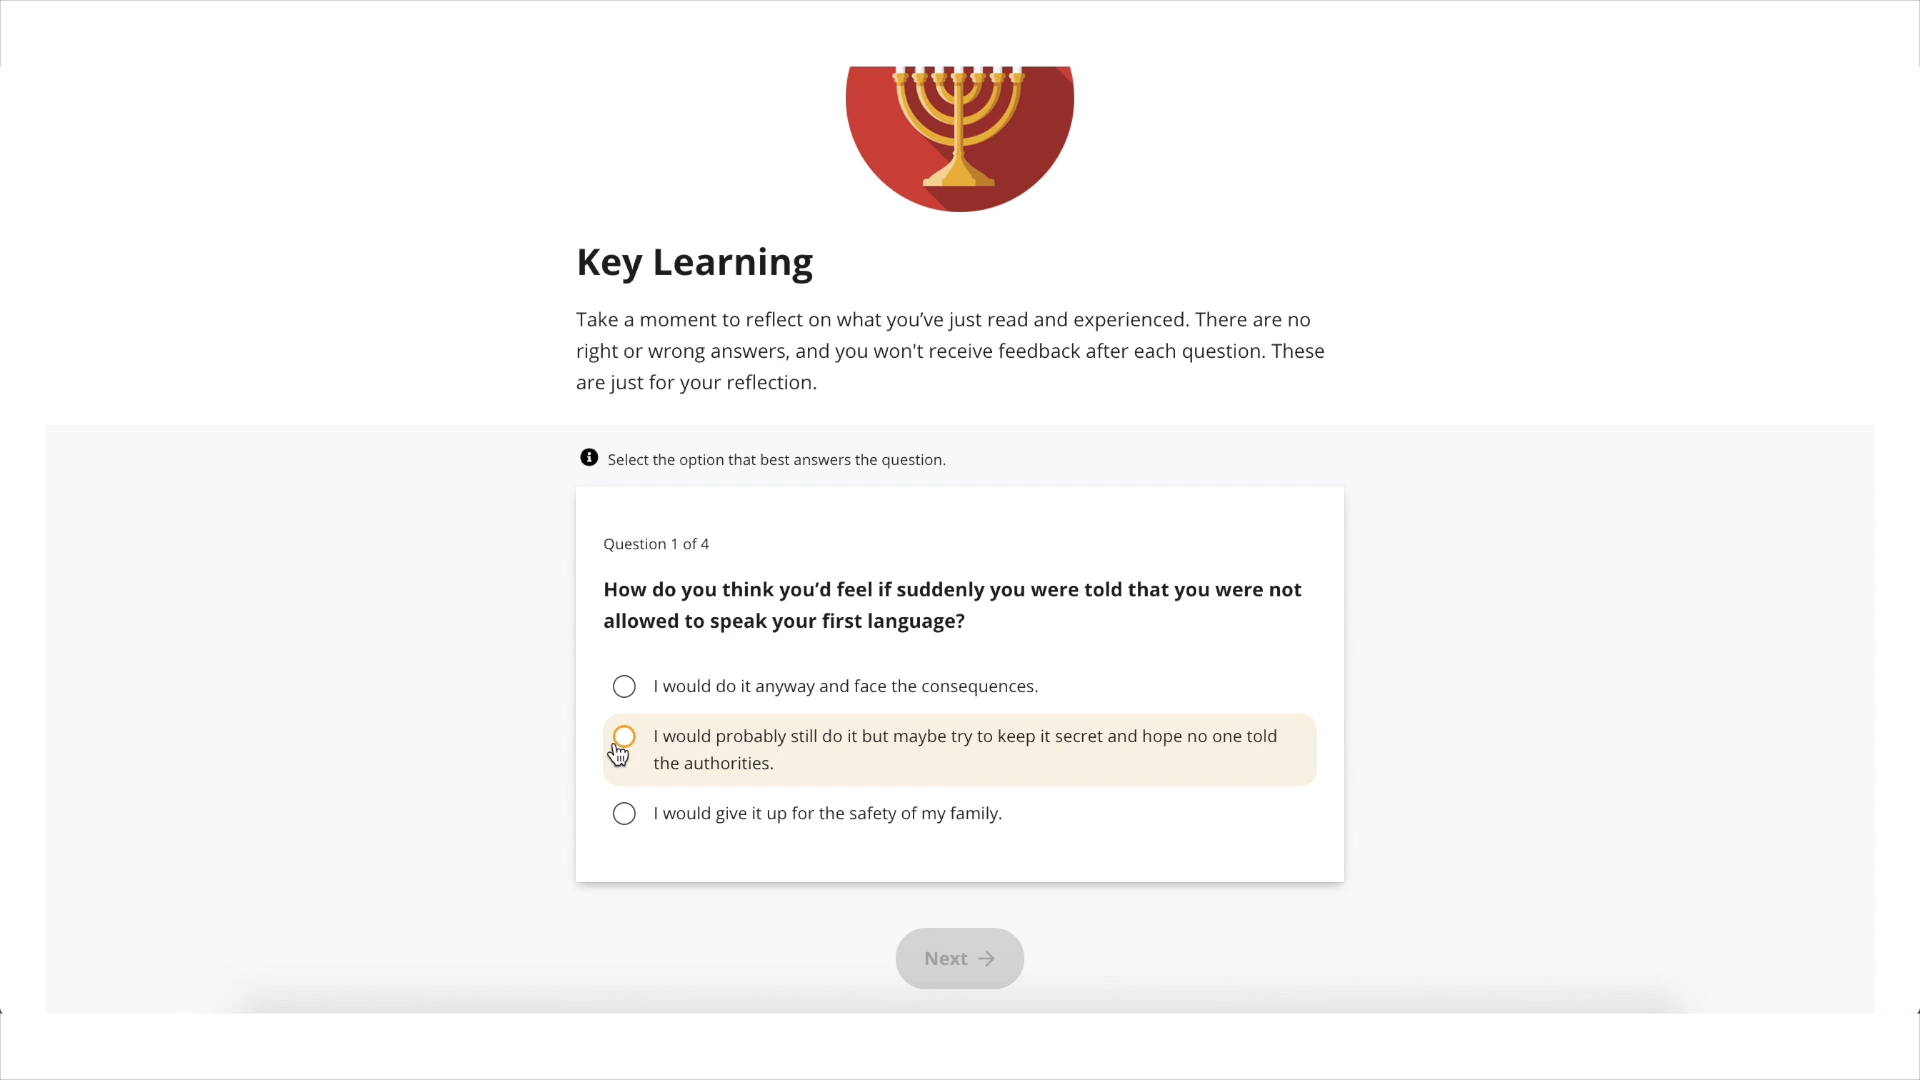 Key Learning
Take a moment to reflect on what you’ve just read and experienced. There are no
right or wrong answers, and you won't receive feedback after each question. These
are just for your reflection.
Select the option that best answers the question.
Question 1 of 4
How do you think you’d feel if suddenly you were told that you were not
allowed to speak your first language?
I would do it anyway and face the consequences.
I would probably still do it but maybe try to keep it secret and hope no one told
the authorities.
I would give it up for the safety of my family.
Next →